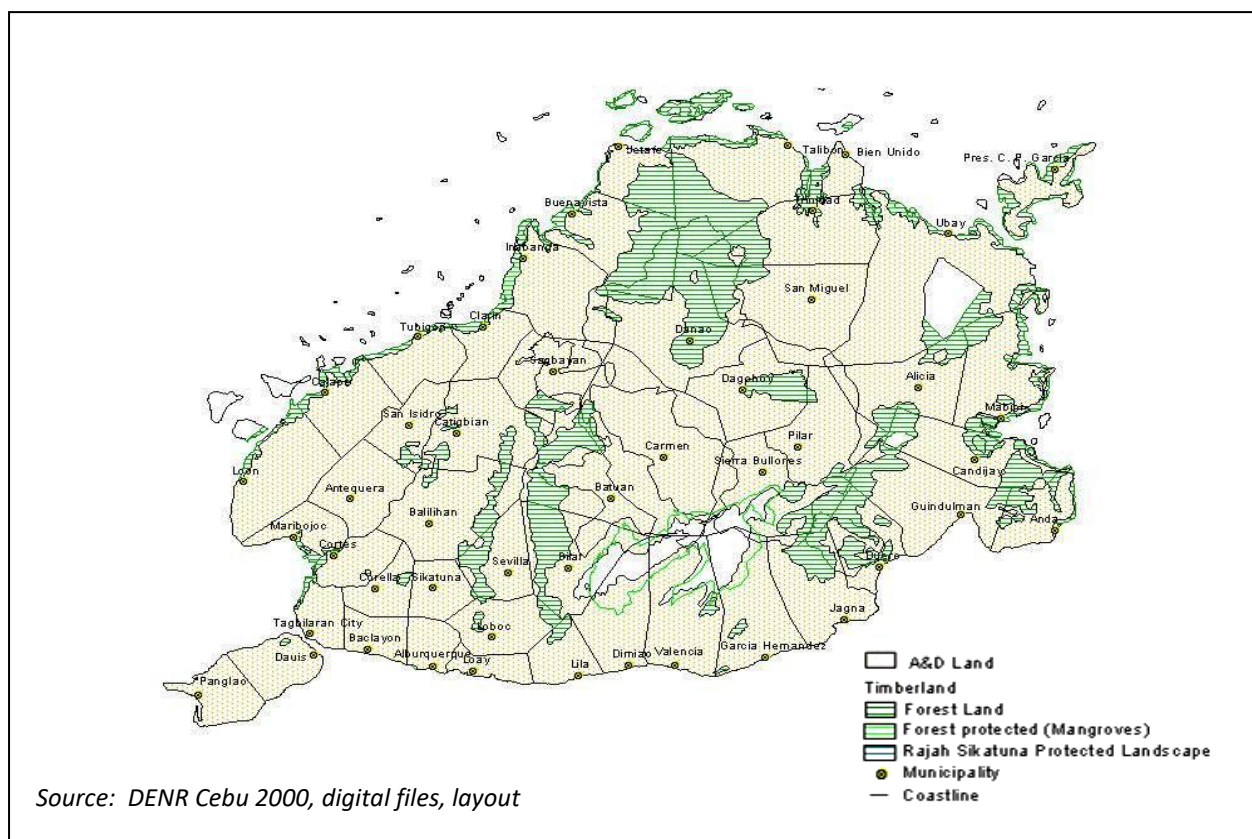 Jetafe
Talibon
Bien Unido
Pres. C. P. Garcia
Buenavista
Trinidad
Ubay
Inabanga
San Miguel
Clarin
Tubigon
Danao
Sagbayan
Dagohoy
Alicia
Calape
San Isidro
Catigbian
Mabini
Carmen
Pilar
Sierra Bullones
Candijay
Loon
Antequera
Batuan
Guindulman
Balilihan
Anda
Maribojoc
Cortes
Bilar
Duero
Sevilla
Corella
Sikatuna
Jagna
Tagbilaran City
Loboc
Baclayon
Garcia Hernandez
Dauis
Alburquerque
Loay
Lila
Dimiao
Valencia
Panglao
A&D Land
Timberland
Forest Land
Forest protected (Mangroves)
Rajah Sikatuna Protected Landscape
Municipality
Coastline
Source: DENR Cebu 2000, digital files, layout